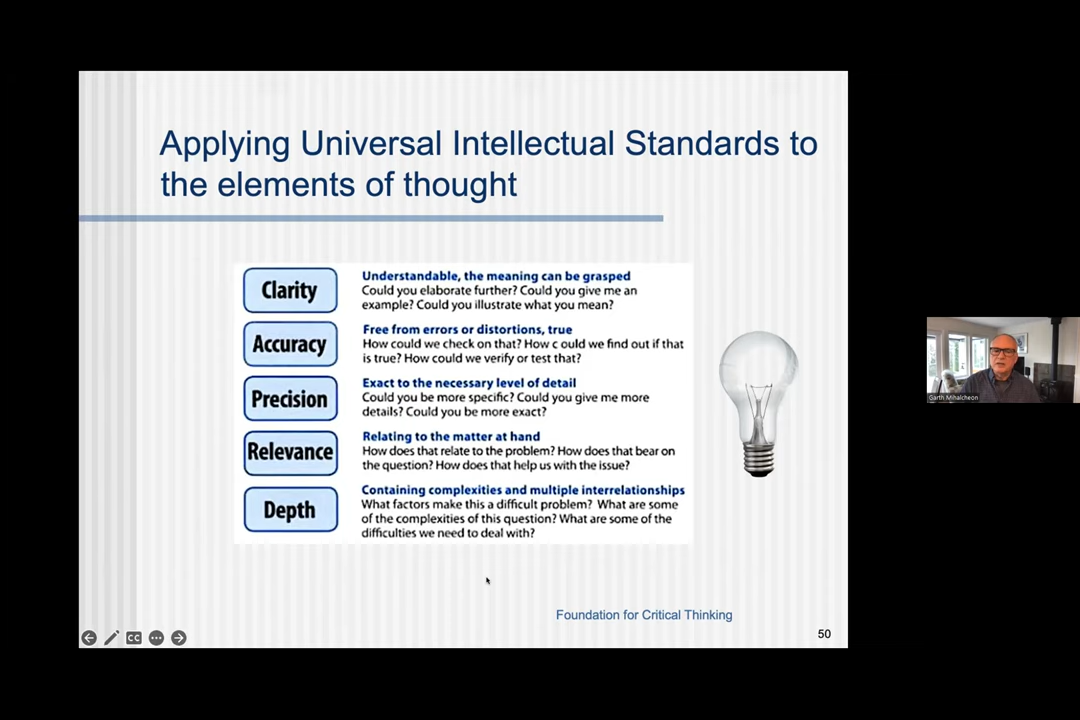 Applying Universal Intellectual Standards to
the elements of thought
Clarity
Understandable, the meaning can be grasped
Could you elaborate further? Could you give me an
example? Could you illustrate what you mean?
Accuracy
Free from errors or distortions, true
How could we check on that? How c ould we find out if that
is true? How could we verify or test that?
Precision
Exact to the necessary level of detail
Could you be more specific? Could you give me more
details? Could you be more exact?
Relevance
Relating to the matter at hand
How does that relate to the problem? How does that bear on
the question? How does that help us with the issue?
Depth
Containing complexities and multiple interrelationships
What factors make this a difficult problem? What are some
of the complexities of this question? What are some of the
difficulties we need to deal with?
Foundation for Critical Thinking
50
CC
Garth Mihalcheon